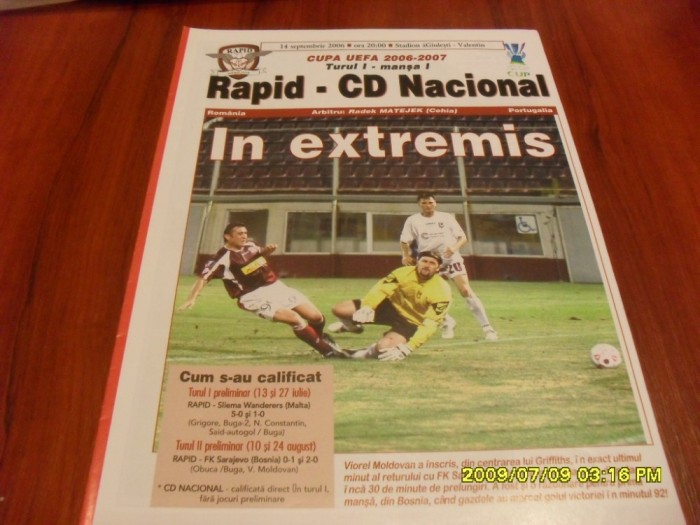 RAPID
14 septembrie 2006 ■ ora 20:00 ■ Stadion Giulești - Valentin
CUPA UEFA 2006-2007
Turul I - manșa I
CUP
Rapid - CD Nacional
România
Arbitru: Radek MATEJEK (Cehia)
Portugalia
In extremis
9
20
Cum s-au calificat
Turul I preliminar (13 și 27 iulie)
RAPID - Sliema Wanderers (Malta)
5-0 și 1-0
(Grigore, Buga-2, N. Constantin,
Said-autogol / Buga)
Turul II preliminar (10 și 24 august)
RAPID - FK Sarajevo (Bosnia) 0-1 și 2-0
(Obuca /Buga, V. Moldovan)
* CD NACIONAL - calificată direct în turul I,
fără jocuri preliminare
Viorel Moldovan a înscris, din centrarea lui Griffiths, în exact ultimul
minut al returului cu FK
i încă 30 de minute de prelungiri. A fost
manșă, din Bosnia, când gazdele au marcat golul victoriei în minutul 92!
2009/07/09 03:16 PM